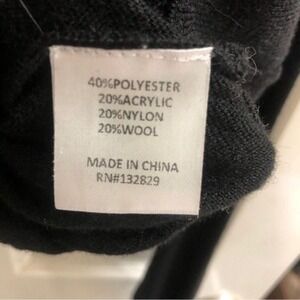 40%POLYESTER
20%ACRYLIC
20%NYLON
20%WOOL
MADE IN CHINA
RN#132829